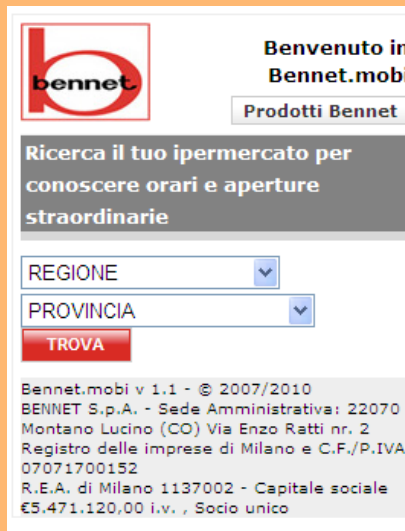 bennet
Benvenuto in
Bennet.mobi
Prodotti Bennet
Ricerca il tuo ipermercato per
conoscere orari e aperture
straordinarie
REGIONE
PROVINCIA
TROVA
Bennet.mobi v 1.1 - © 2007/2010
BENNET S.p.A. - Sede Amministrativa: 22070
Montano Lucino (CO) Via Enzo Ratti nr. 2
Registro delle imprese di Milano e C.F./P.IVA
07071700152
R.E.A. di Milano 1137002 - Capitale sociale
€5.471.120,00 i.v. , Socio unico